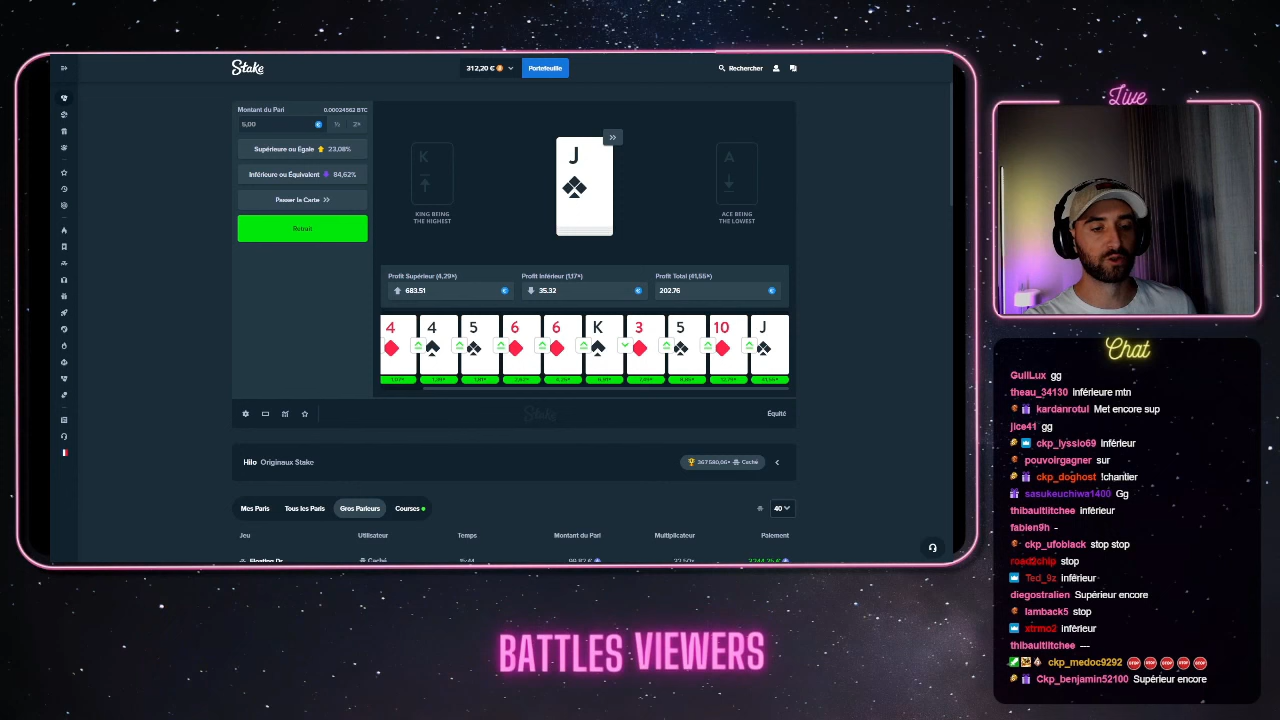 Stake
312,20 €
Portefeuille
Rechercher
Montant du Pari
0.00024562 BTC
5,00
½
2×
Supérieure ou Égale 23,08%
Inférieure ou Équivalent 84,62%
Passer la Carte
Retrait
K
KING BEING
THE HIGHEST
J
A
ACE BEING
THE LOWEST
Profit Supérieur (4,29×)
683.51
Profit Inférieur (1,17×)
35.32
Profit Total (41,55×)
202.76
4
4
5
6
6
K
3
5
10
J
Stake
Équité
Hilo Originaux Stake
Caché
Mes Paris
Tous les Paris
Gros Parieurs
Courses
40
Jeu
Utilisateur
Temps
Montant du Pari
Multiplicateur
Paiement
Live
Chat
GuiiLux gg
theau_34130 inférieure mtn
kardanrotul Met encore sup
jice41 gg
ckp_lyssio69 inférieur
pouvoirgagner sur
ckp_doghost !chantier
sasukeuchiwa1400 Gg
thibaultlitchee inférieur
fabien9h -
ckp_ufoblack stop stop
road2chip stop
Ted_9z inférieur
diegostralien Supérieur encore
lamback5 stop
xtrmo2 inférieur
thibaultlitchee ---
ckp_medoc9292
Ckp_benjamin52100 Supérieur encore
BATTLES VIEWERS